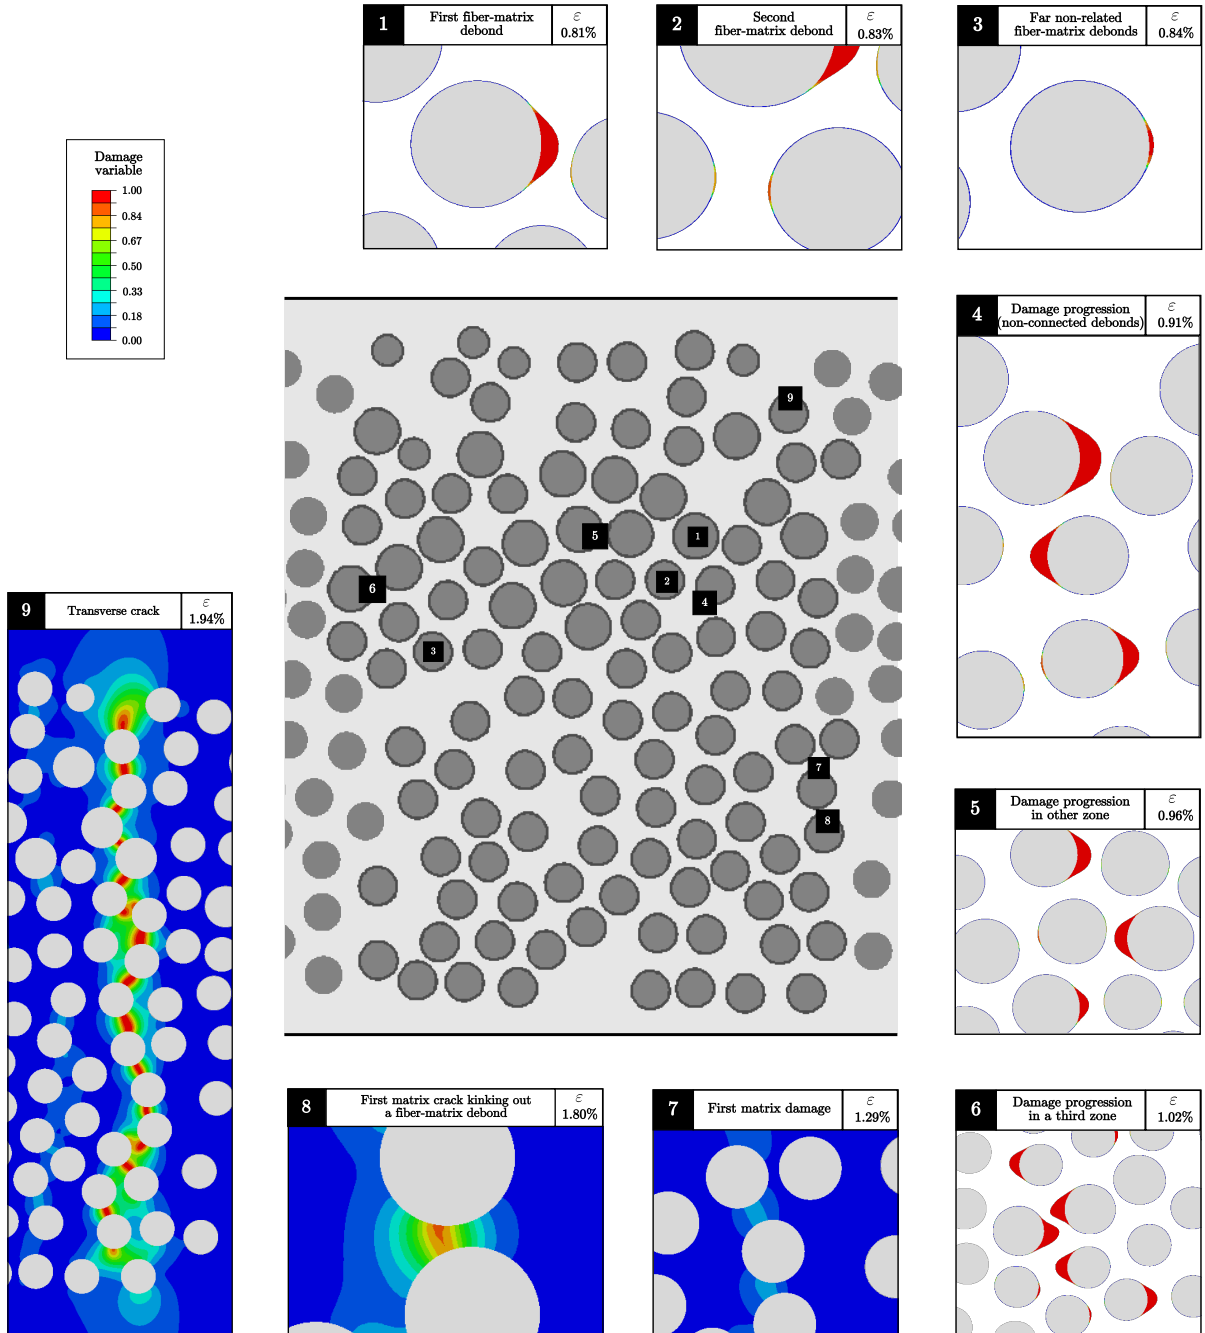 1
First fiber-matrix
debond
ε
0.81%
2
Second
fiber-matrix debond
ε
0.83%
3
Far non-related
fiber-matrix debonds
ε
0.84%
Damage
variable
1.00
0.84
0.67
0.50
0.33
0.18
0.00
4
Damage progression
(non-connected debonds)
ε
0.91%
9
5
1
2
6
4
3
7
8
9
Transverse crack
ε
1.94%
5
Damage progression
in other zone
ε
0.96%
8
First matrix crack kinking out
a fiber-matrix debond
ε
1.80%
7
First matrix damage
ε
1.29%
6
Damage progression
in a third zone
ε
1.02%